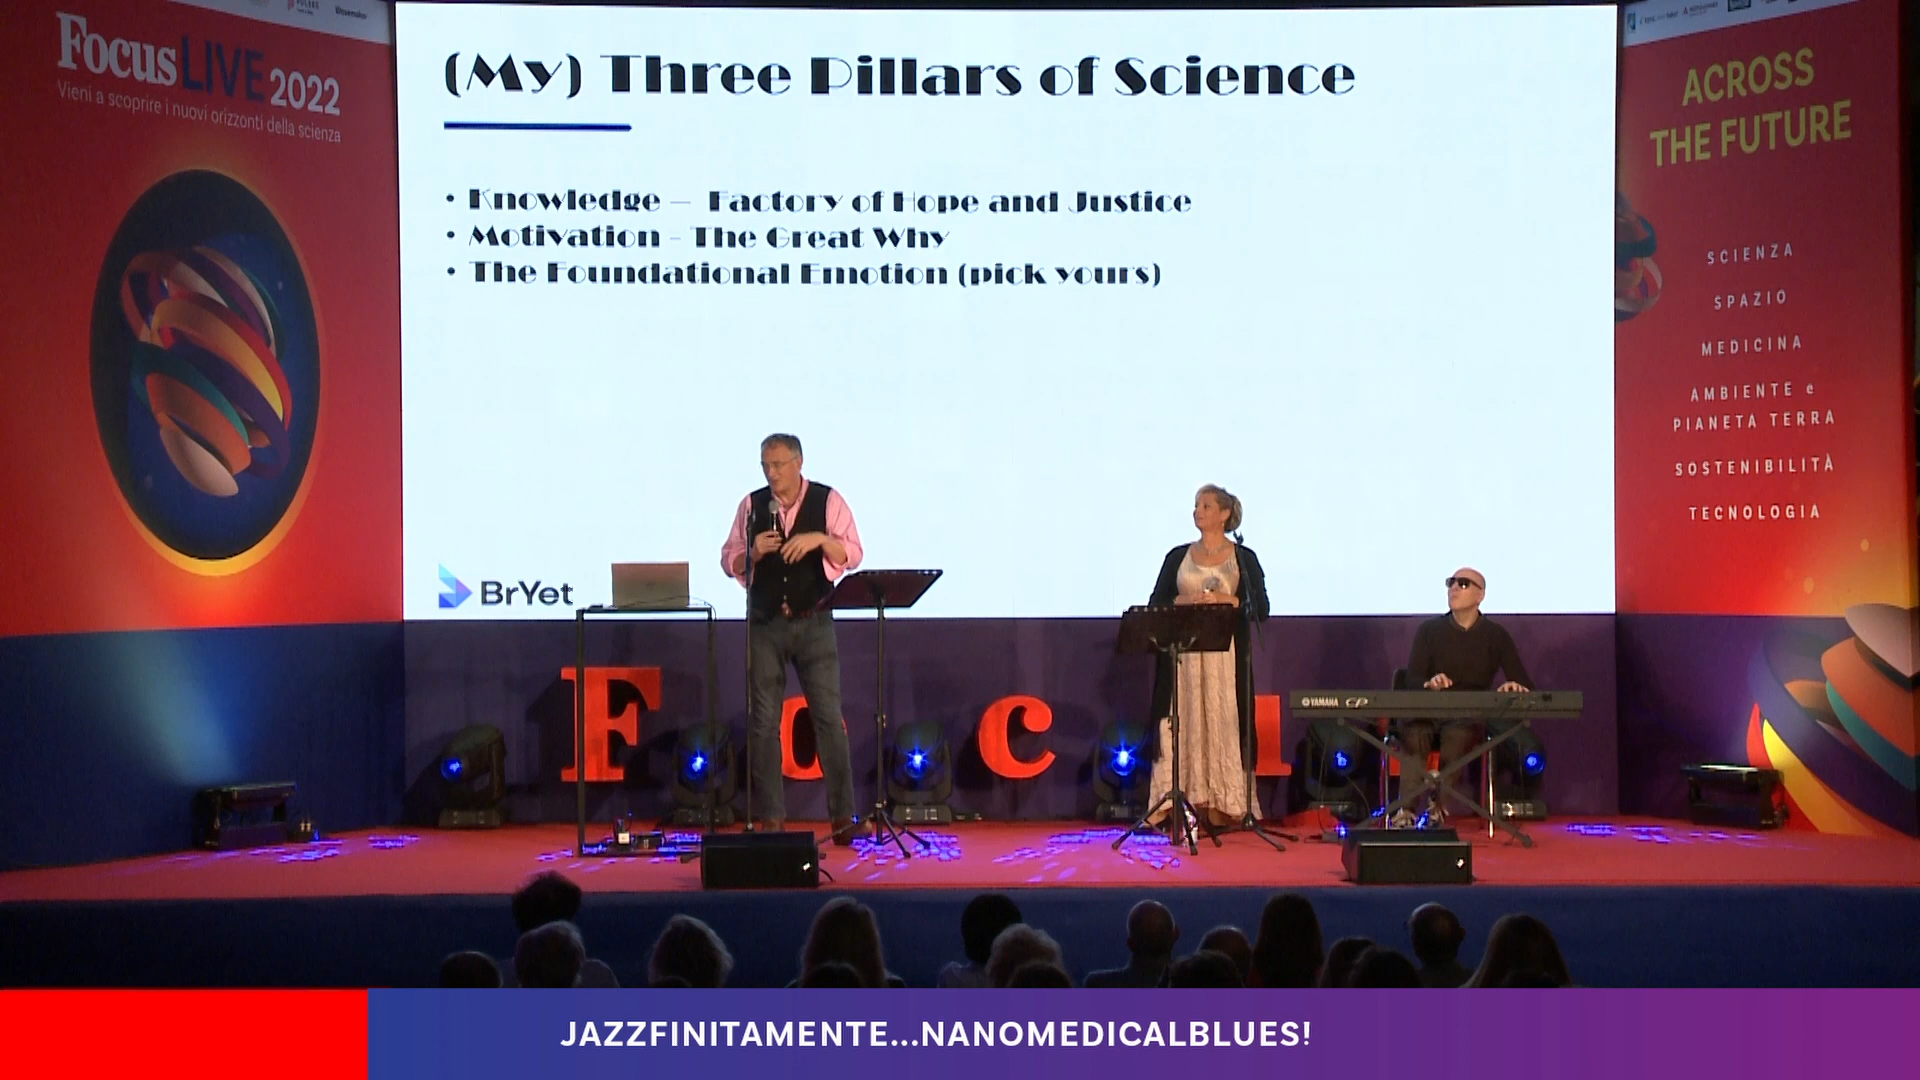 Focus LIVE 2022
Vieni a scoprire i nuovi orizzonti della scienza
(My) Three Pillars of Science
• Knowledge – Factory of Hope and Justice
• Motivation - The Great Why
• The Foundational Emotion (pick yours)
BrYet
ACROSS
THE FUTURE
SCIENZA
SPAZIO
MEDICINA
AMBIENTE e
PIANETA TERRA
SOSTENIBILITÀ
TECNOLOGIA
F o c u
YAMAHA CP
JAZZFINITAMENTE...NANOMEDICALBLUES!